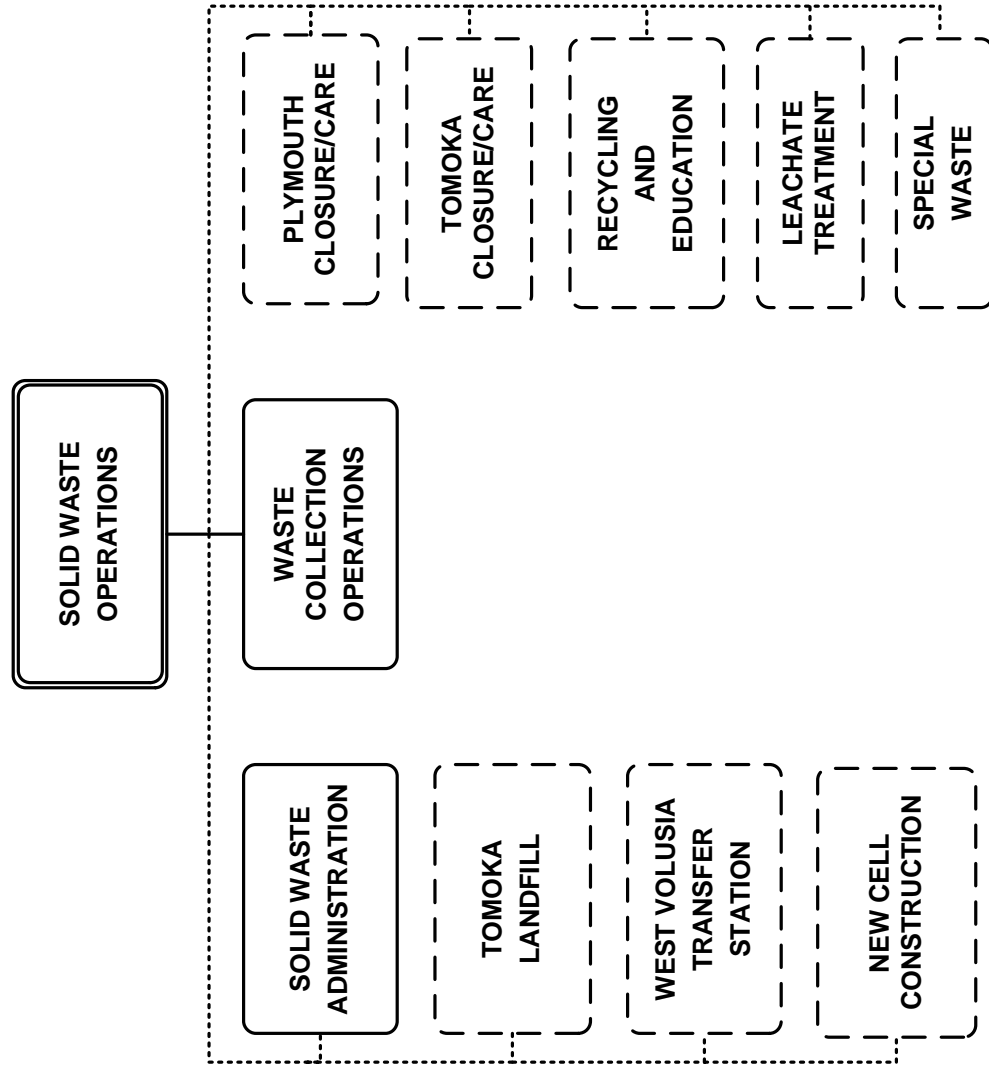 SOLID WASTE
OPERATIONS
SOLID WASTE
ADMINISTRATION
TOMOKA
LANDFILL
WEST VOLUSIA
TRANSFER
STATION
NEW CELL
CONSTRUCTION
WASTE
COLLECTION
OPERATIONS
PLYMOUTH
CLOSURE/CARE
TOMOKA
CLOSURE/CARE
RECYCLING
AND
EDUCATION
LEACHATE
TREATMENT
SPECIAL
WASTE